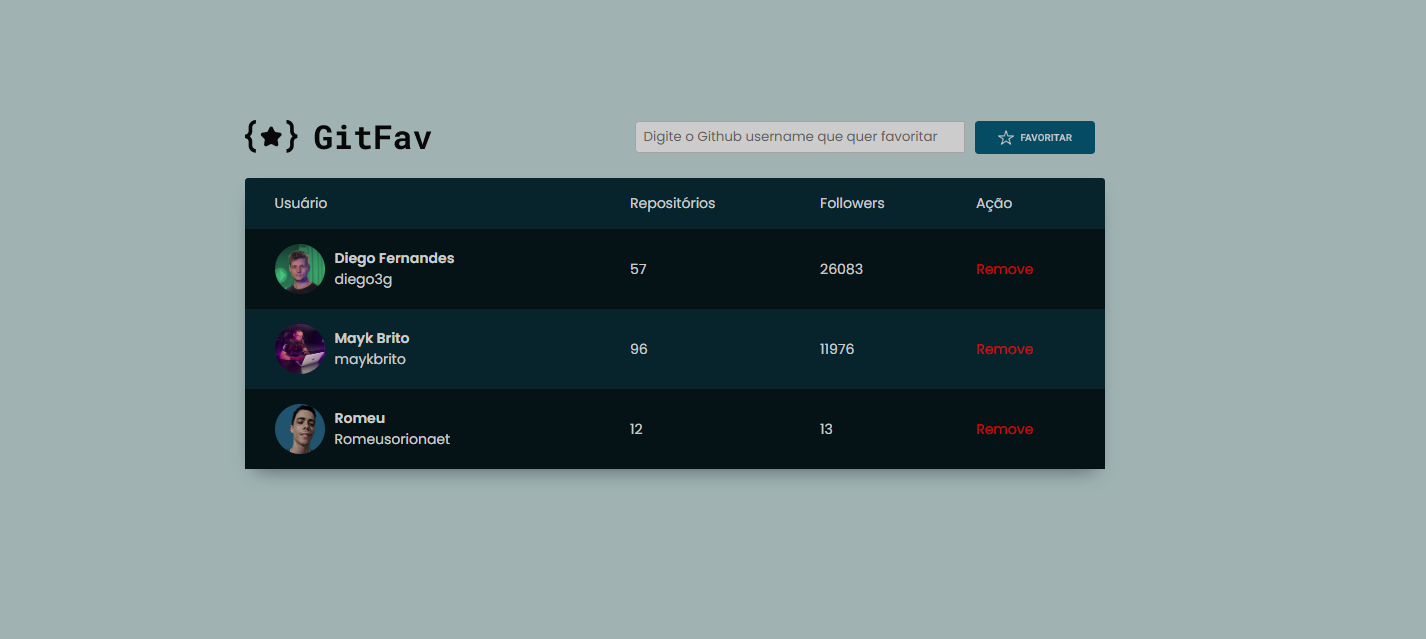 {★} GitFav
Digite o Github username que quer favoritar
FAVORITAR
Usuário Repositórios Followers Ação
Diego Fernandes
diego3g
57 26083 Remove
Mayk Brito
maykbrito
96 11976 Remove
Romeu
Romeusorionaet
12 13 Remove